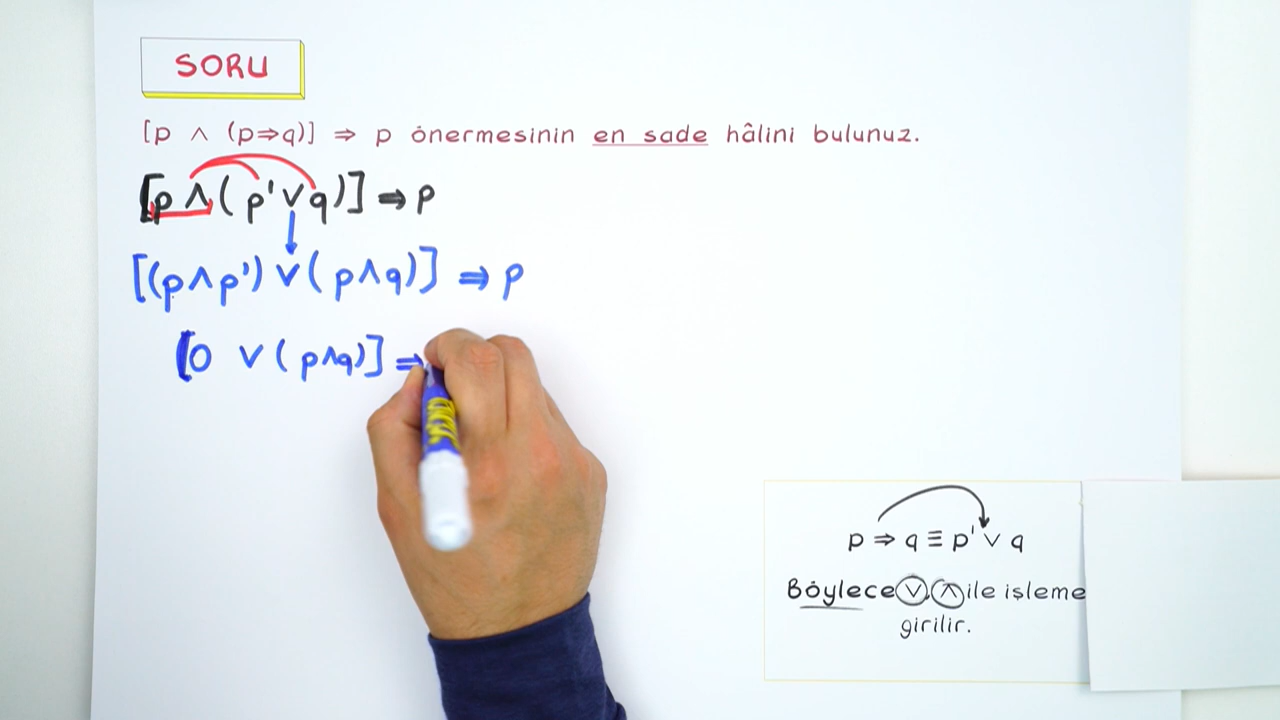 SORU
[p ∧ (p⇒q)] ⇒ p önermesinin en sade hâlini bulunuz.
[p ∧ (p' ∨ q)] ⇒ p
[(p ∧ p') ∨ (p ∧ q)] ⇒ p
[0 ∨ (p ∧ q)] ⇒
p ⇒ q ≡ p' ∨ q
Böylece ∨, ∧ ile işleme
girilir.